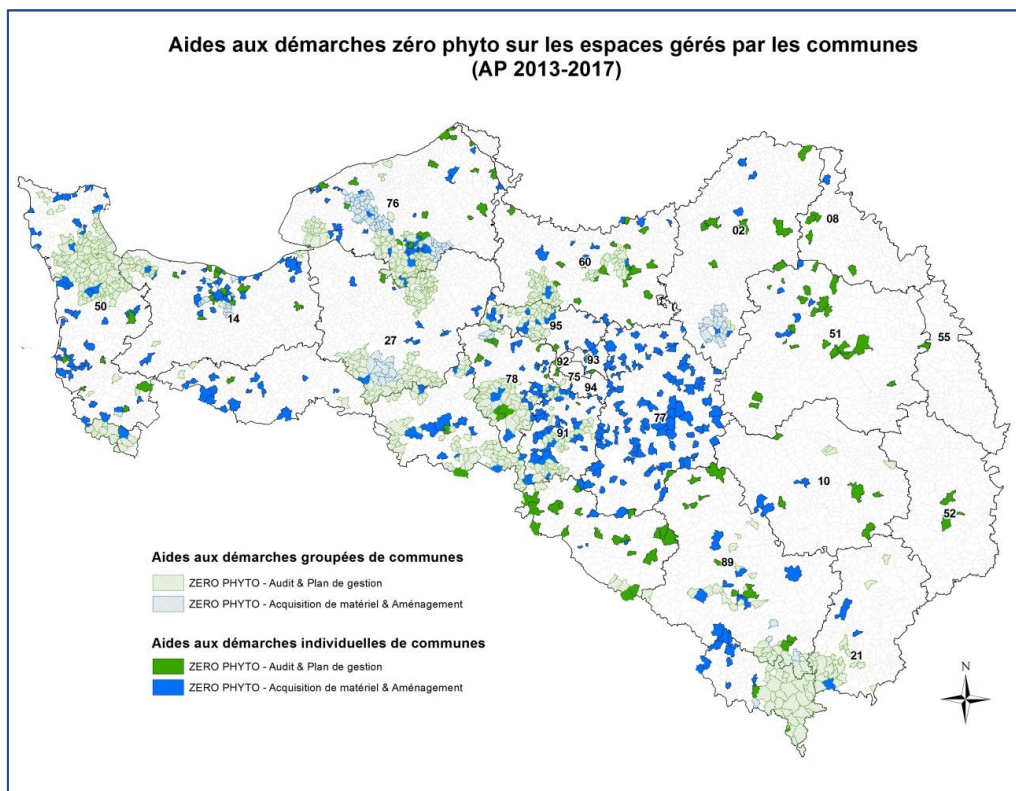 Aides aux démarches zéro phyto sur les espaces gérés par les communes
(AP 2013-2017)
76
08
02
60
50
14
51
55
95
27
92
93
78
75
94
77
91
10
52
89
21
Aides aux démarches groupées de communes
ZERO PHYTO - Audit & Plan de gestion
ZERO PHYTO - Acquisition de matériel & Aménagement
Aides aux démarches individuelles de communes
ZERO PHYTO - Audit & Plan de gestion
ZERO PHYTO - Acquisition de matériel & Aménagement
N